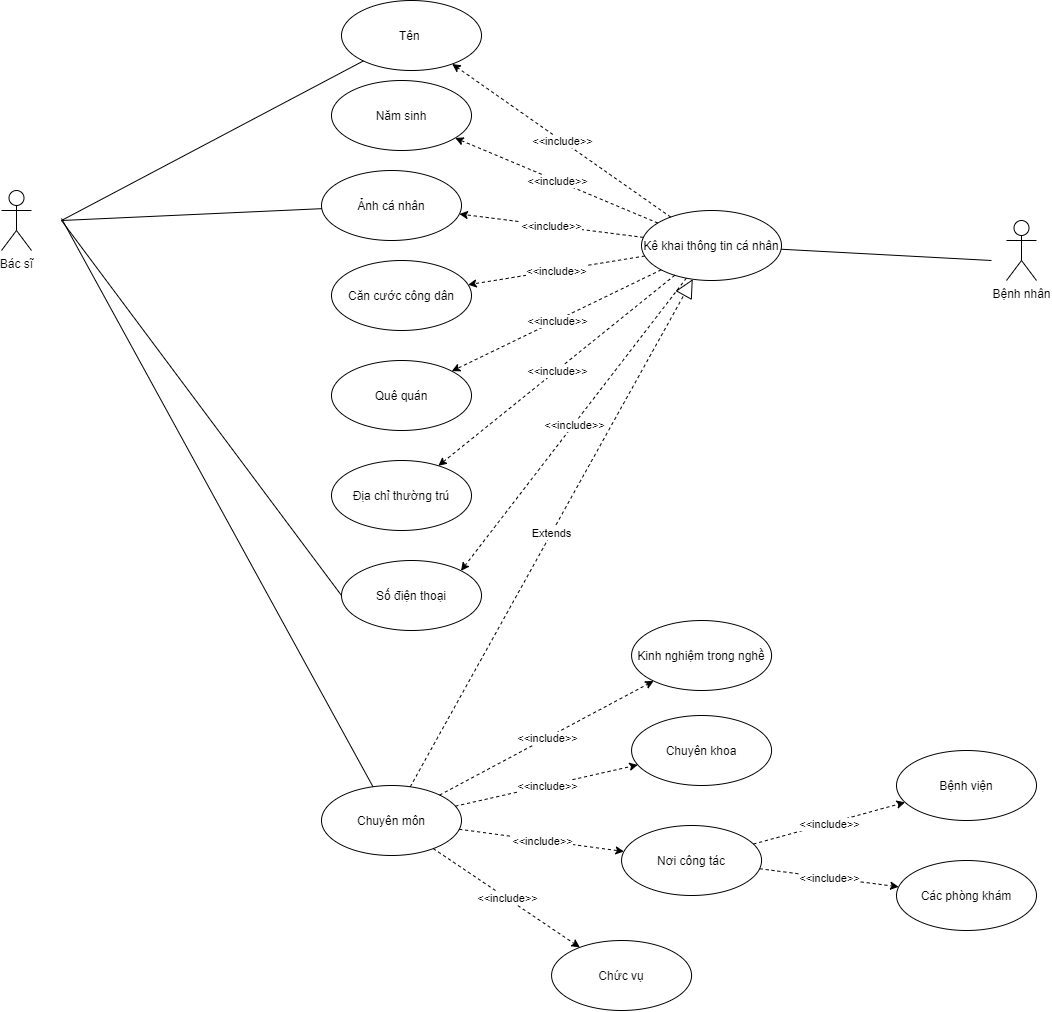 Tên
<<include>>
Năm sinh
<<include>>
Ảnh cá nhân
<<include>>
Kê khai thông tin cá nhân
Bác sĩ
Bệnh nhân
<<include>>
Căn cước công dân
<<include>>
Quê quán
<<include>>
<<include>>
Địa chỉ thường trú
Extends
Số điện thoại
Kinh nghiệm trong nghề
<<include>>
Chuyên khoa
<<include>>
Bệnh viện
Chuyên môn
<<include>>
<<include>>
Nơi công tác
<<include>>
Các phòng khám
<<include>>
Chức vụ